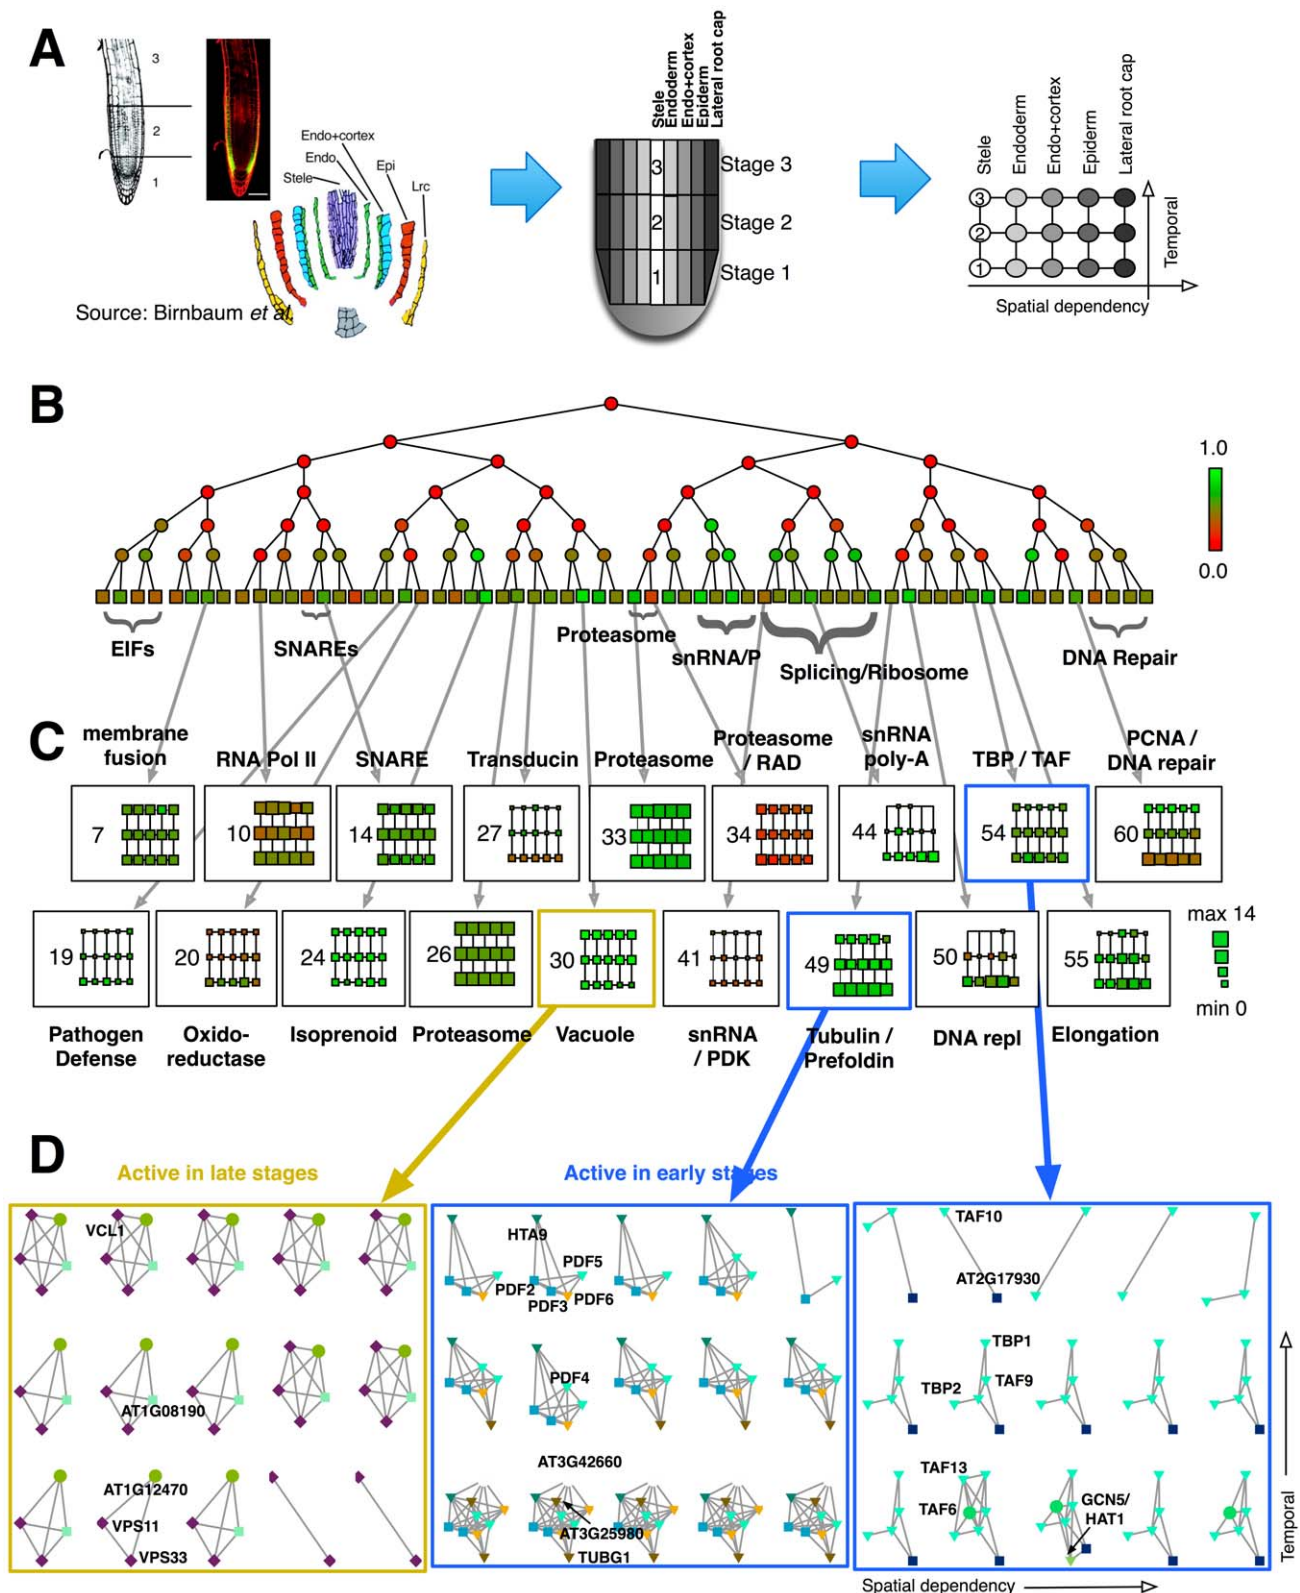 A
3
2
1
Endo+cortex
Endo
Epi
Stele
Lrc
Source: Birnbaum et al.
Stele
Endoderm
Endo+cortex
Epiderm
Lateral root cap
3
Stage 3
2
Stage 2
1
Stage 1
Stele
Endoderm
Endo+cortex
Epiderm
Lateral root cap
3
2
1
Temporal
Spatial dependency
B
1.0
0.0
EIFs
SNAREs
Proteasome
snRNA/P
Splicing/Ribosome
DNA Repair
C
membrane
fusion
RNA Pol II
SNARE
Transducin
Proteasome
Proteasome
/ RAD
snRNA
poly-A
TBP / TAF
PCNA /
DNA repair
7
10
14
27
33
34
44
54
60
19
20
24
26
30
41
49
50
55
max 14
min 0
Pathogen
Defense
Oxido-
reductase
Isoprenoid
Proteasome
Vacuole
snRNA
/ PDK
Tubulin /
Prefoldin
DNA repl
Elongation
D
Active in late stages
Active in early stages
VCL1
AT1G08190
AT1G12470
VPS11
VPS33
HTA9
PDF5
PDF2
PDF3
PDF6
PDF4
AT3G42660
AT3G25980
TUBG1
TAF10
AT2G17930
TBP1
TBP2
TAF9
TAF13
TAF6
GCN5/
HAT1
Temporal
Spatial dependency